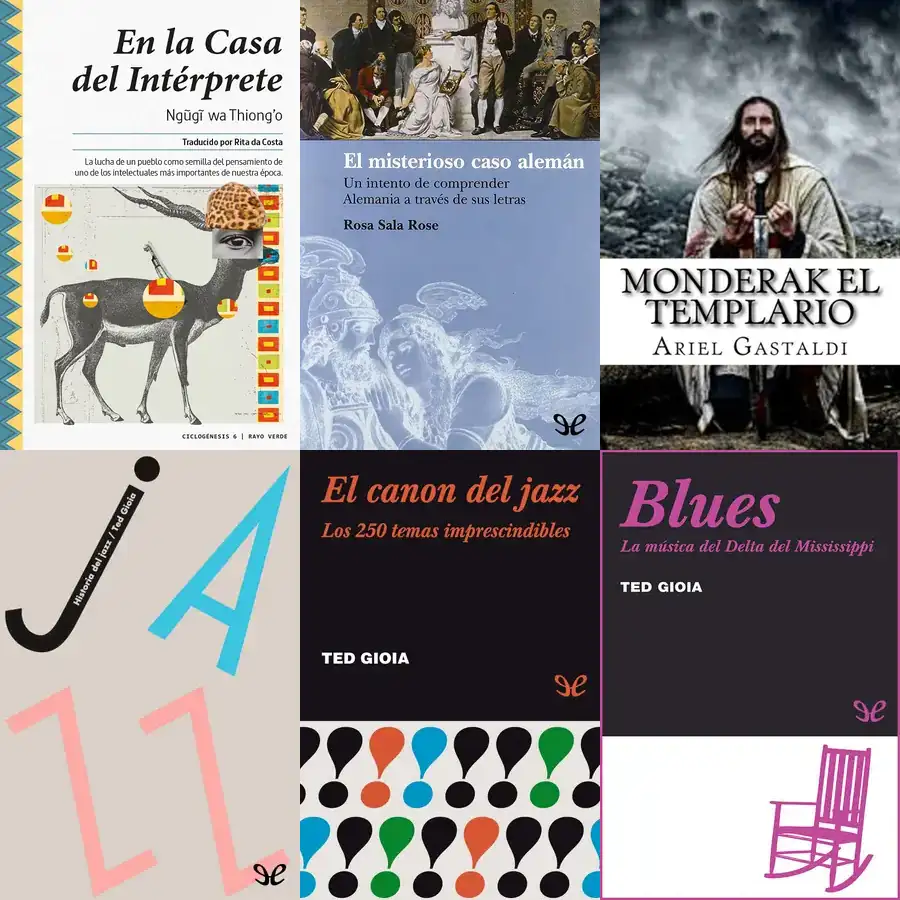 En la Casa
del Intérprete
Ngũgĩ wa Thiong'o
Traducido por Rita da Costa
La lucha de un pueblo como semilla del pensamiento de
uno de los intelectuales más importantes de nuestra época.
CICLOGÉNESIS 6 | RAYO VERDE
El misterioso caso alemán
Un intento de comprender
Alemania a través de sus letras
Rosa Sala Rose
MONDERAK EL
TEMPLARIO
ARIEL GASTALDI
JAZZ
Historia del jazz / Ted Gioia
El canon del jazz
Los 250 temas imprescindibles
TED GIOIA
Blues
La música del Delta del Mississippi
TED GIOIA